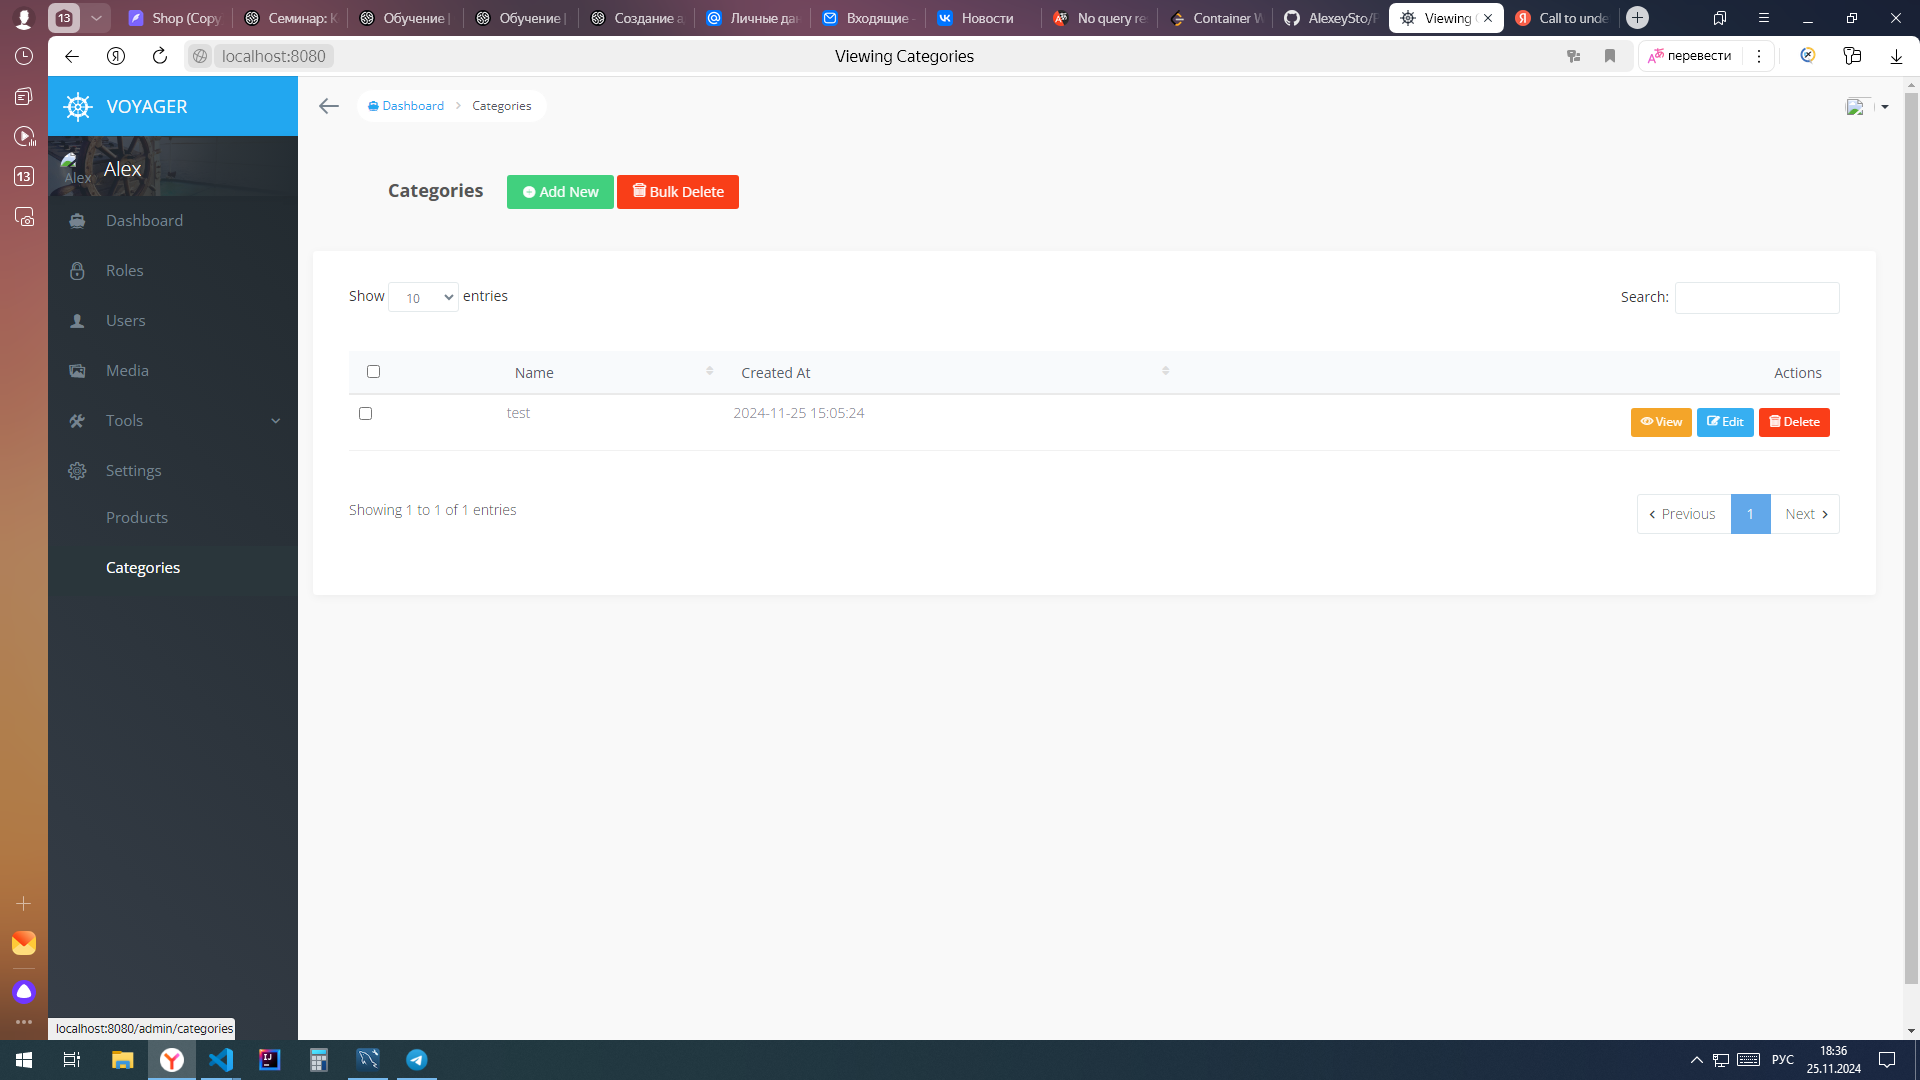 13
Shop (Copy
Семинар: К
Обучение
Обучение
Создание а
Личные да
Входящие -
Новости
No query re
Container W
AlexeySto/P
Viewing
Call to unde
localhost:8080
Viewing Categories
перевести
VOYAGER
Dashboard
Categories
13
Alex
Alex
Categories
Add New
Bulk Delete
Dashboard
Roles
Users
Media
Tools
Settings
Products
Categories
Show 10 entries
Search:
Name
Created At
Actions
test
2024-11-25 15:05:24
View
Edit
Delete
Showing 1 to 1 of 1 entries
Previous
1
Next
localhost:8080/admin/categories
IJ
РУС
18:36
25.11.2024